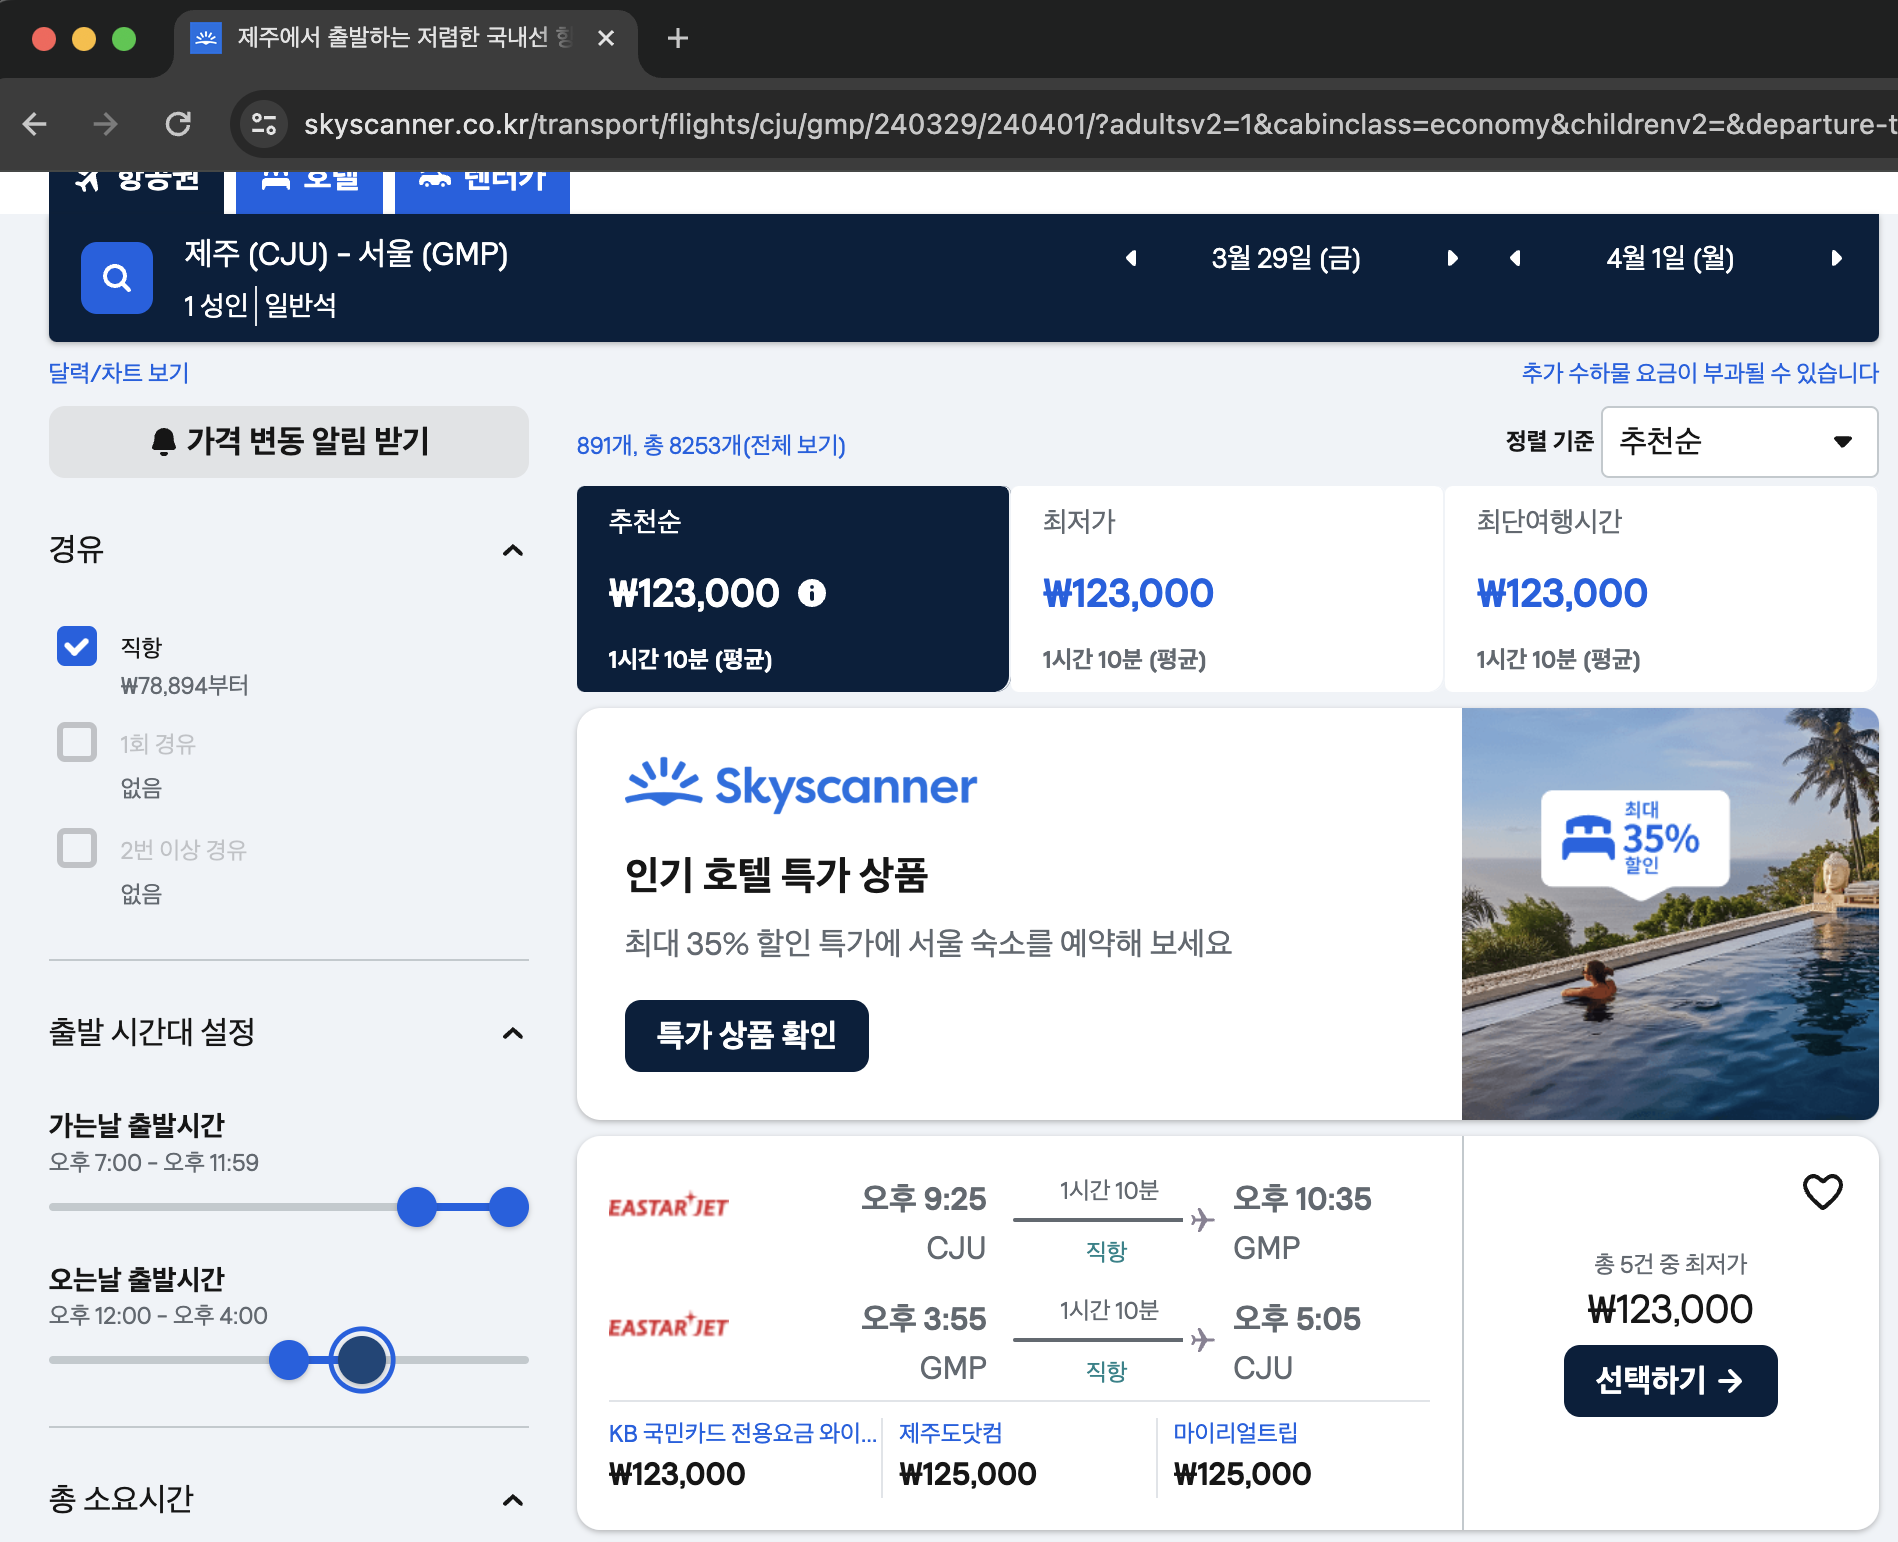 제주에서 출발하는 저렴한 국내선 항
skyscanner.co.kr/transport/flights/cju/gmp/240329/240401/?adultsv2=1&cabinclass=economy&childrenv2=&departure-t
항공권
호텔
렌터카
제주 (CJU) - 서울 (GMP)
1 성인 | 일반석
3월 29일 (금)
4월 1일 (월)
달력/차트 보기
추가 수하물 요금이 부과될 수 있습니다
가격 변동 알림 받기
891개, 총 8253개(전체 보기)
정렬 기준
추천순
경유
직항
₩78,894부터
1회 경유
없음
2번 이상 경유
없음
출발 시간대 설정
가는날 출발시간
오후 7:00 - 오후 11:59
오는날 출발시간
오후 12:00 - 오후 4:00
총 소요시간
추천순
₩123,000
1시간 10분 (평균)
최저가
₩123,000
1시간 10분 (평균)
최단여행시간
₩123,000
1시간 10분 (평균)
Skyscanner
인기 호텔 특가 상품
최대 35% 할인 특가에 서울 숙소를 예약해 보세요
특가 상품 확인
최대
35%
할인
EASTAR JET
오후 9:25
CJU
1시간 10분
직항
오후 10:35
GMP
EASTAR JET
오후 3:55
GMP
1시간 10분
직항
오후 5:05
CJU
KB 국민카드 전용요금 와이...
₩123,000
제주도닷컴
₩125,000
마이리얼트립
₩125,000
총 5건 중 최저가
₩123,000
선택하기 →